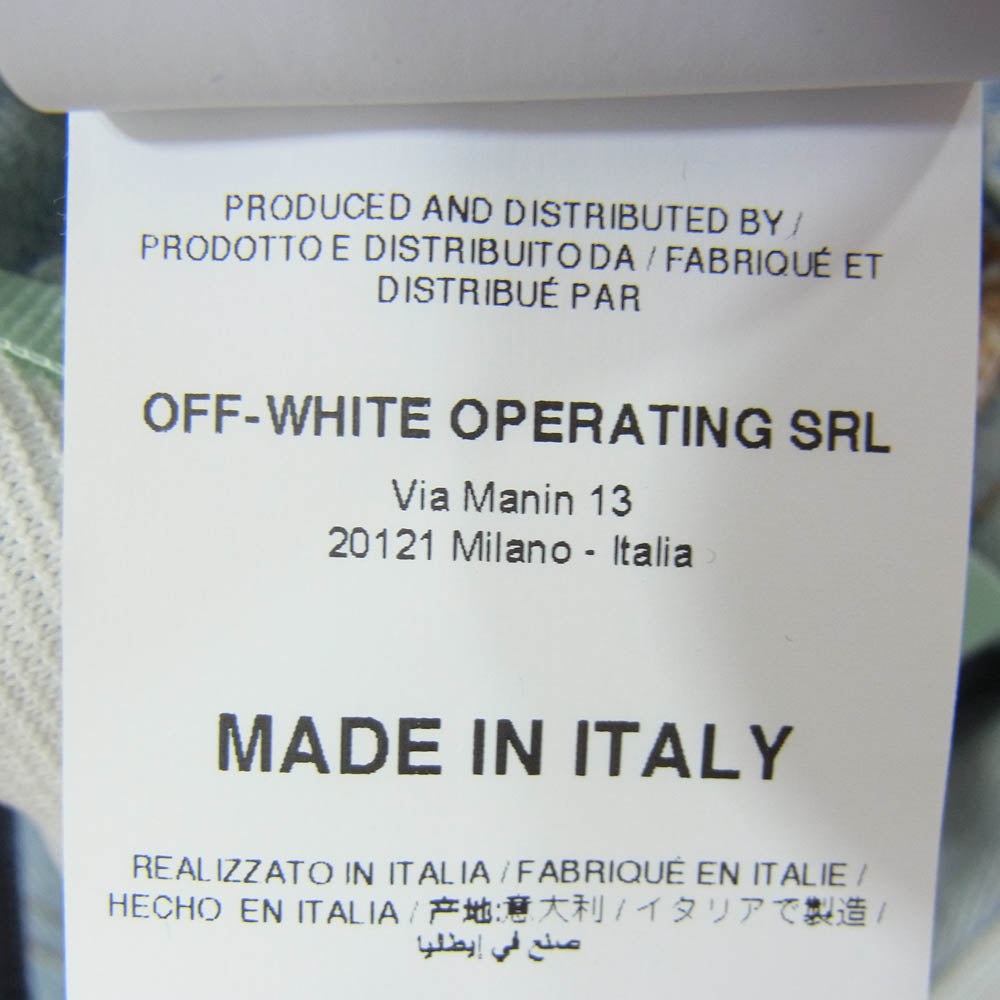 PRODUCED AND DISTRIBUTED BY /
PRODOTTO E DISTRIBUITO DA / FABRIQUÉ ET
DISTRIBUÉ PAR
OFF-WHITE OPERATING SRL
Via Manin 13
20121 Milano - Italia
MADE IN ITALY
REALIZZATO IN ITALIA / FABRIQUÉ EN ITALIE /
HECHO EN ITALIA / 产地:意大利 / イタリアで製造 /
صنع في إيطاليا